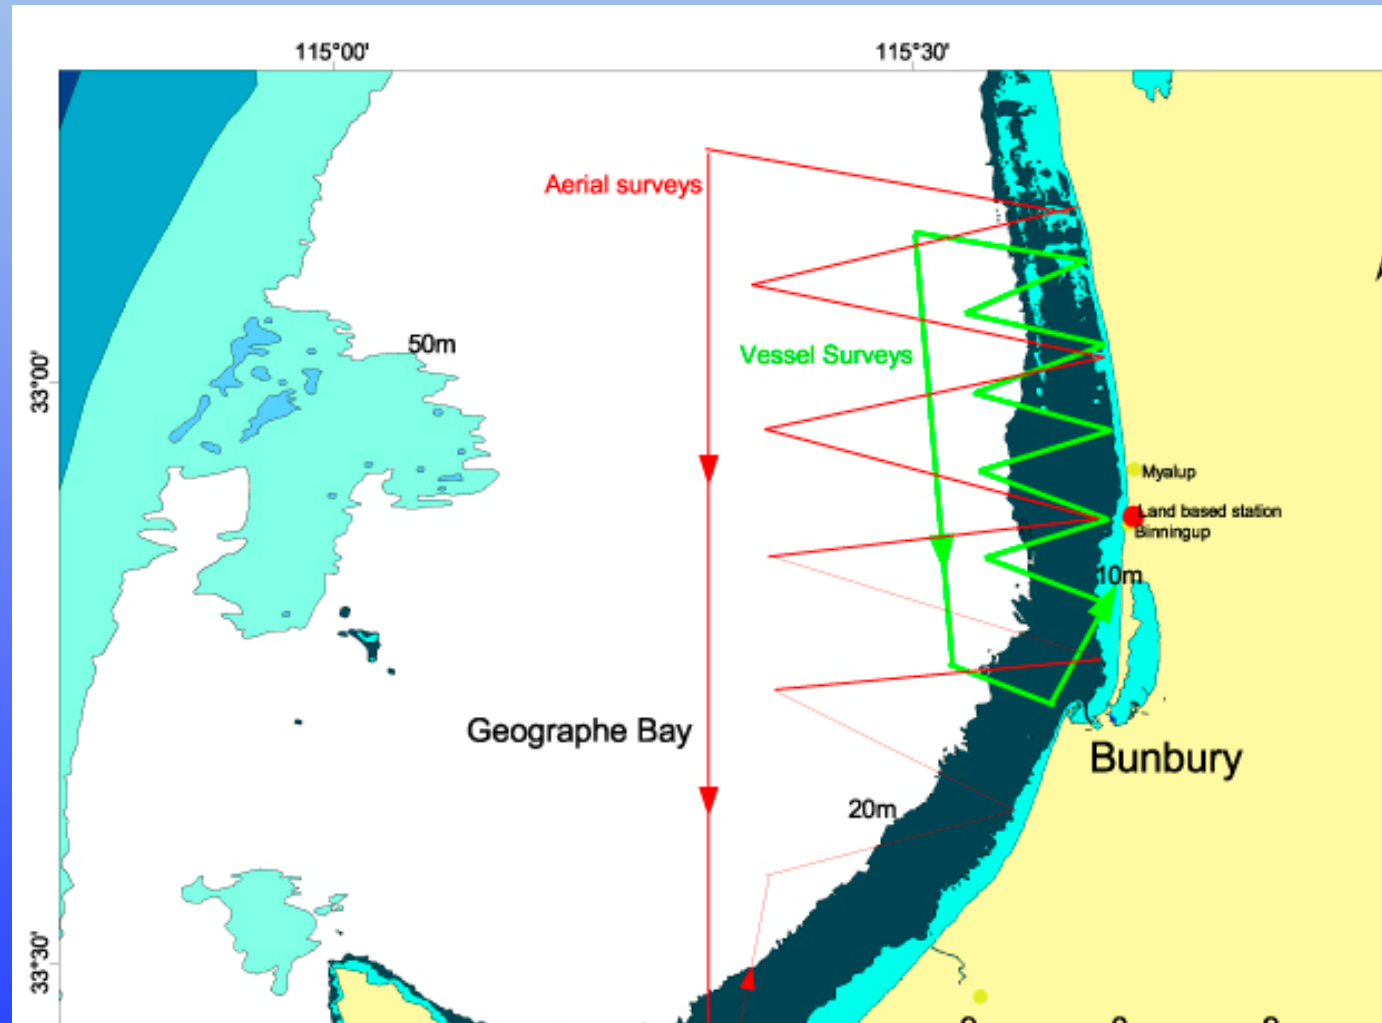 115°00'
115°30'
Aerial surveys
50m
Vessel Surveys
33°00'
Myalup
Land based station
Binningup
10m
Geographe Bay
Bunbury
20m
33°30'